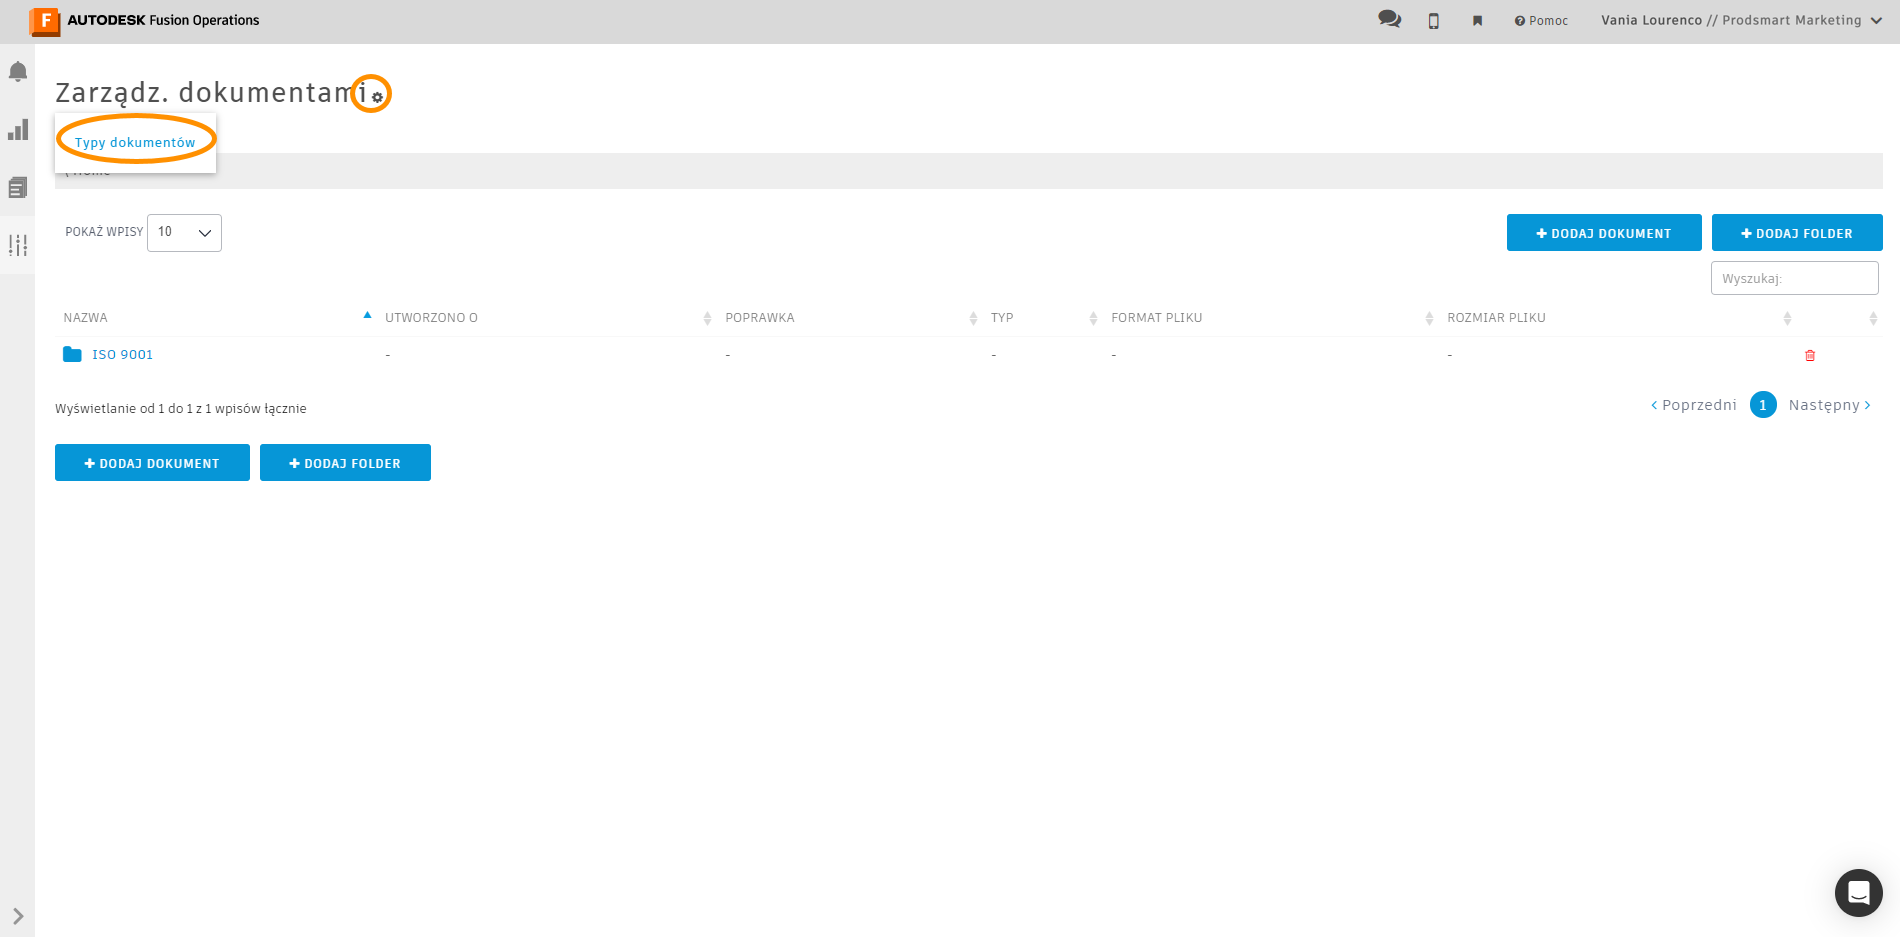 F AUTODESK Fusion Operations
Pomoc
Vania Lourenco // Prodsmart Marketing
Zarządz. dokumentami
Typy dokumentów
POKAŻ WPISY 10
DODAJ DOKUMENT
DODAJ FOLDER
Wyszukaj:
NAZWA UTWORZONO O POPRAWKA TYP FORMAT PLIKU ROZMIAR PLIKU
ISO 9001 - - - - -
Wyświetlanie od 1 do 1 z 1 wpisów łącznie
< Poprzedni 1 Następny >
DODAJ DOKUMENT
DODAJ FOLDER